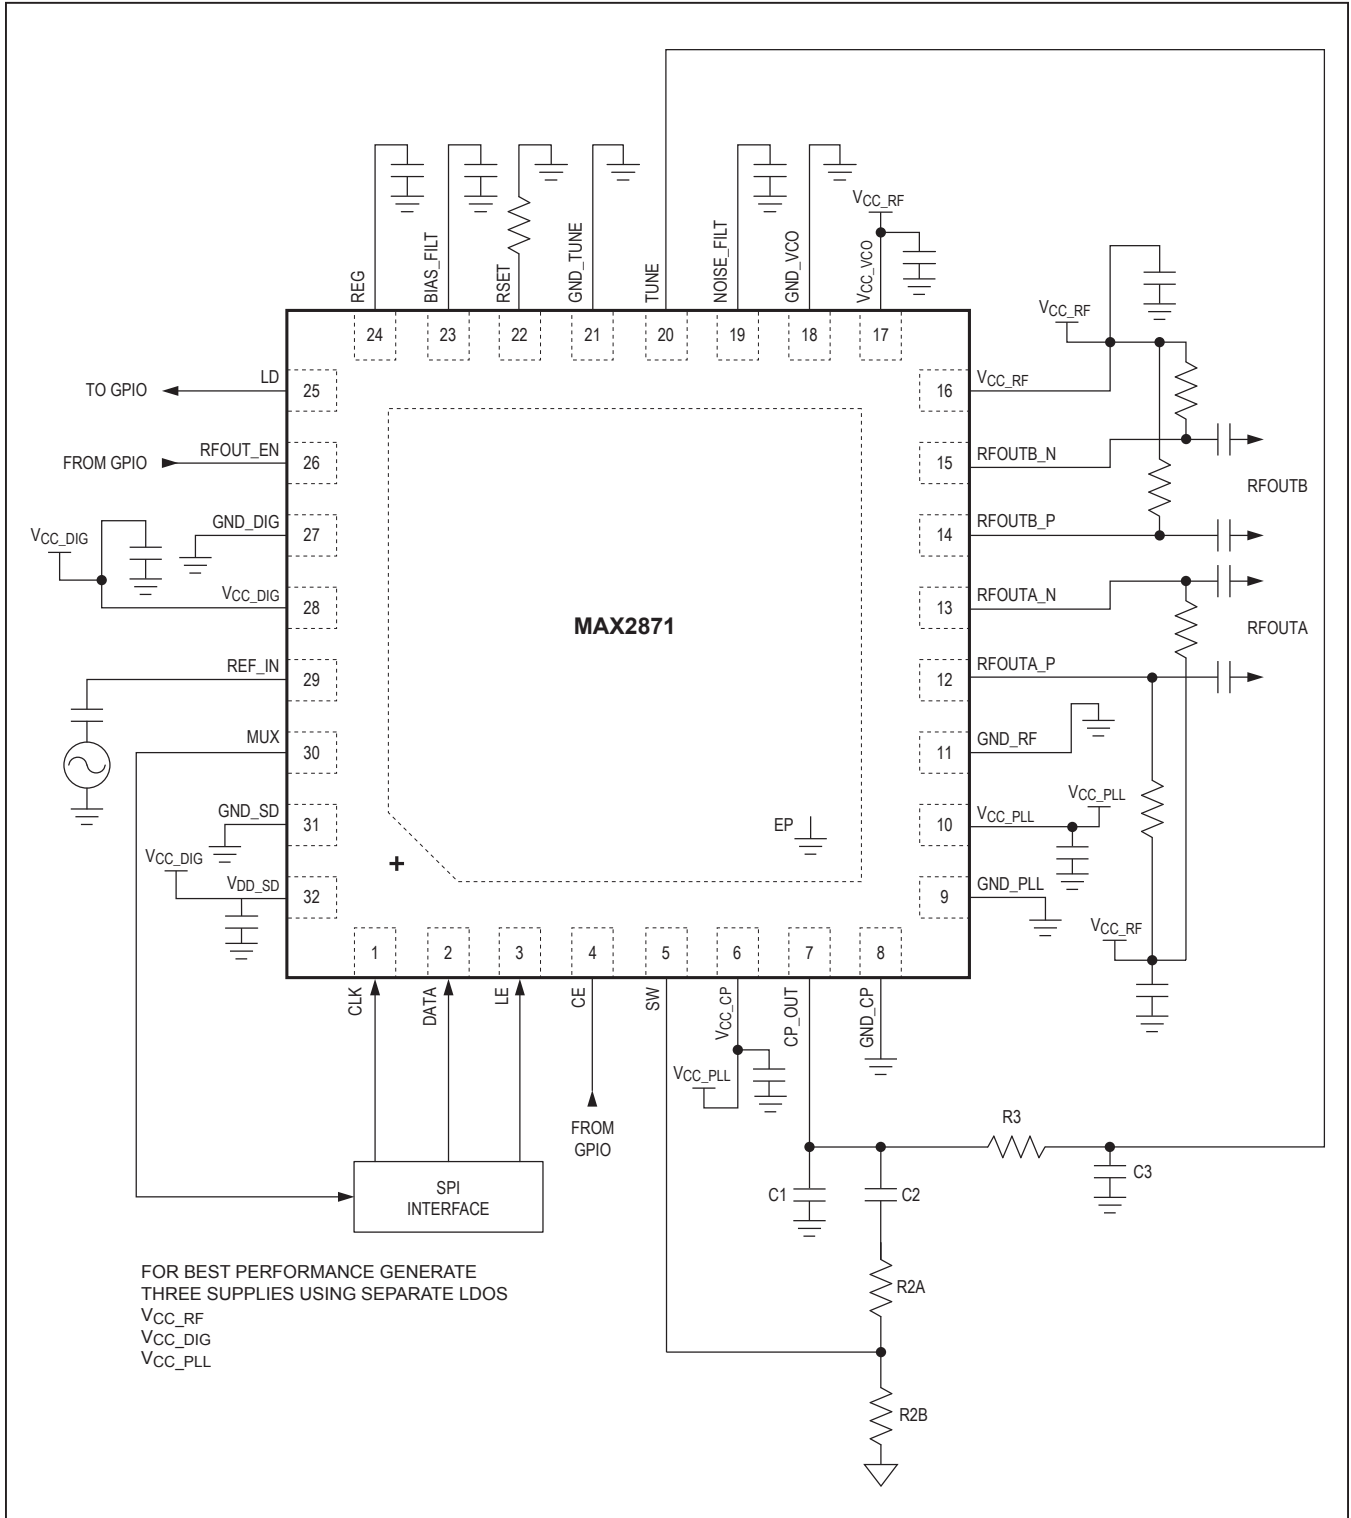 VCC_RF
REG
BIAS_FILT
RSET
GND_TUNE
TUNE
NOISE_FILT
GND_VCO
VCC_VCO
24
23
22
21
20
19
18
17
VCC_RF
TO GPIO
LD
25
16
VCC_RF
FROM GPIO
RFOUT_EN
26
15
RFOUTB_N
RFOUTB
VCC_DIG
GND_DIG
27
14
RFOUTB_P
VCC_DIG
28
13
RFOUTA_N
MAX2871
RFOUTA
REF_IN
29
12
RFOUTA_P
MUX
30
11
GND_RF
VCC_PLL
GND_SD
31
EP
10
VCC_PLL
VCC_DIG
+
VDD_SD
32
9
GND_PLL
VCC_RF
1
2
3
4
5
6
7
8
CLK
DATA
LE
CE
SW
VCC_CP
CP_OUT
GND_CP
VCC_PLL
FROM
GPIO
R3
SPI
INTERFACE
C1
C2
C3
FOR BEST PERFORMANCE GENERATE
THREE SUPPLIES USING SEPARATE LDOS
VCC_RF
VCC_DIG
VCC_PLL
R2A
R2B